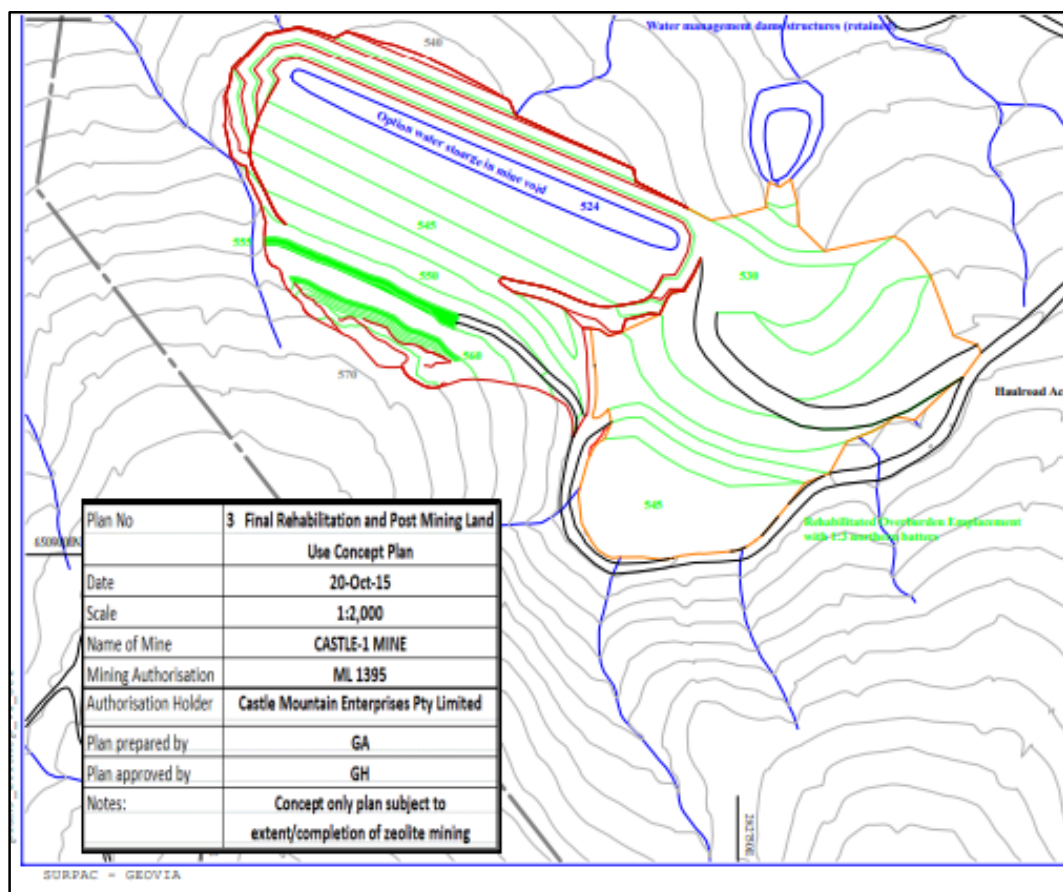 Water management dams structures (retained)
540
Option water stoarge in mine void
524
545
555
550
530
560
570
Haulroad Ac
545
Rehabilitated Overburden Emplacement
with 1:3 northern batters
Plan No 3 Final Rehabilitation and Post Mining Land
Use Concept Plan
Date 20-Oct-15
Scale 1:2,000
Name of Mine CASTLE-1 MINE
Mining Authorisation ML 1395
Authorisation Holder Castle Mountain Enterprises Pty Limited
Plan prepared by GA
Plan approved by GH
Notes: Concept only plan subject to
extent/completion of zeolite mining
SURPAC - GEOVIA